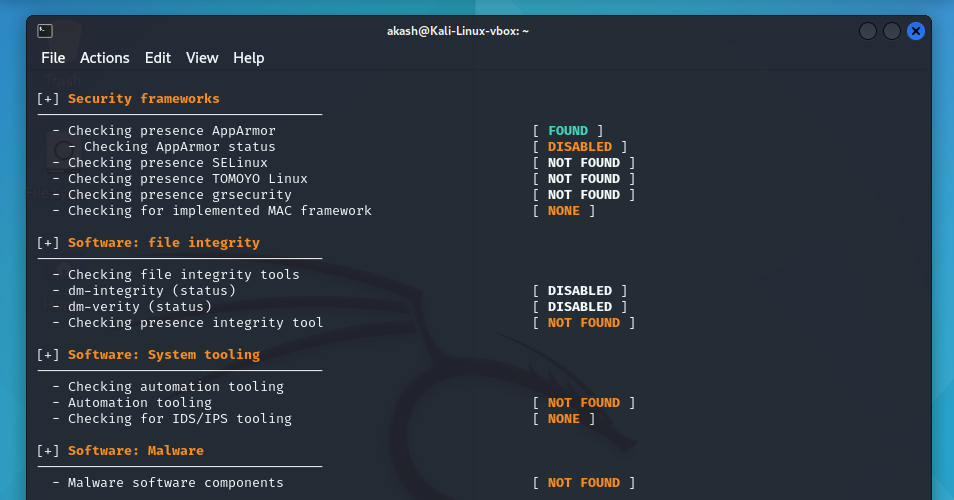 akash@Kali-Linux-vbox: ~
File Actions Edit View Help
[+] Security frameworks
------------------------------------
- Checking presence AppArmor [ FOUND ]
- Checking AppArmor status [ DISABLED ]
- Checking presence SELinux [ NOT FOUND ]
- Checking presence TOMOYO Linux [ NOT FOUND ]
- Checking presence grsecurity [ NOT FOUND ]
- Checking for implemented MAC framework [ NONE ]
[+] Software: file integrity
------------------------------------
- Checking file integrity tools
- dm-integrity (status) [ DISABLED ]
- dm-verity (status) [ DISABLED ]
- Checking presence integrity tool [ NOT FOUND ]
[+] Software: System tooling
------------------------------------
- Checking automation tooling
- Automation tooling [ NOT FOUND ]
- Checking for IDS/IPS tooling [ NONE ]
[+] Software: Malware
------------------------------------
- Malware software components [ NOT FOUND ]